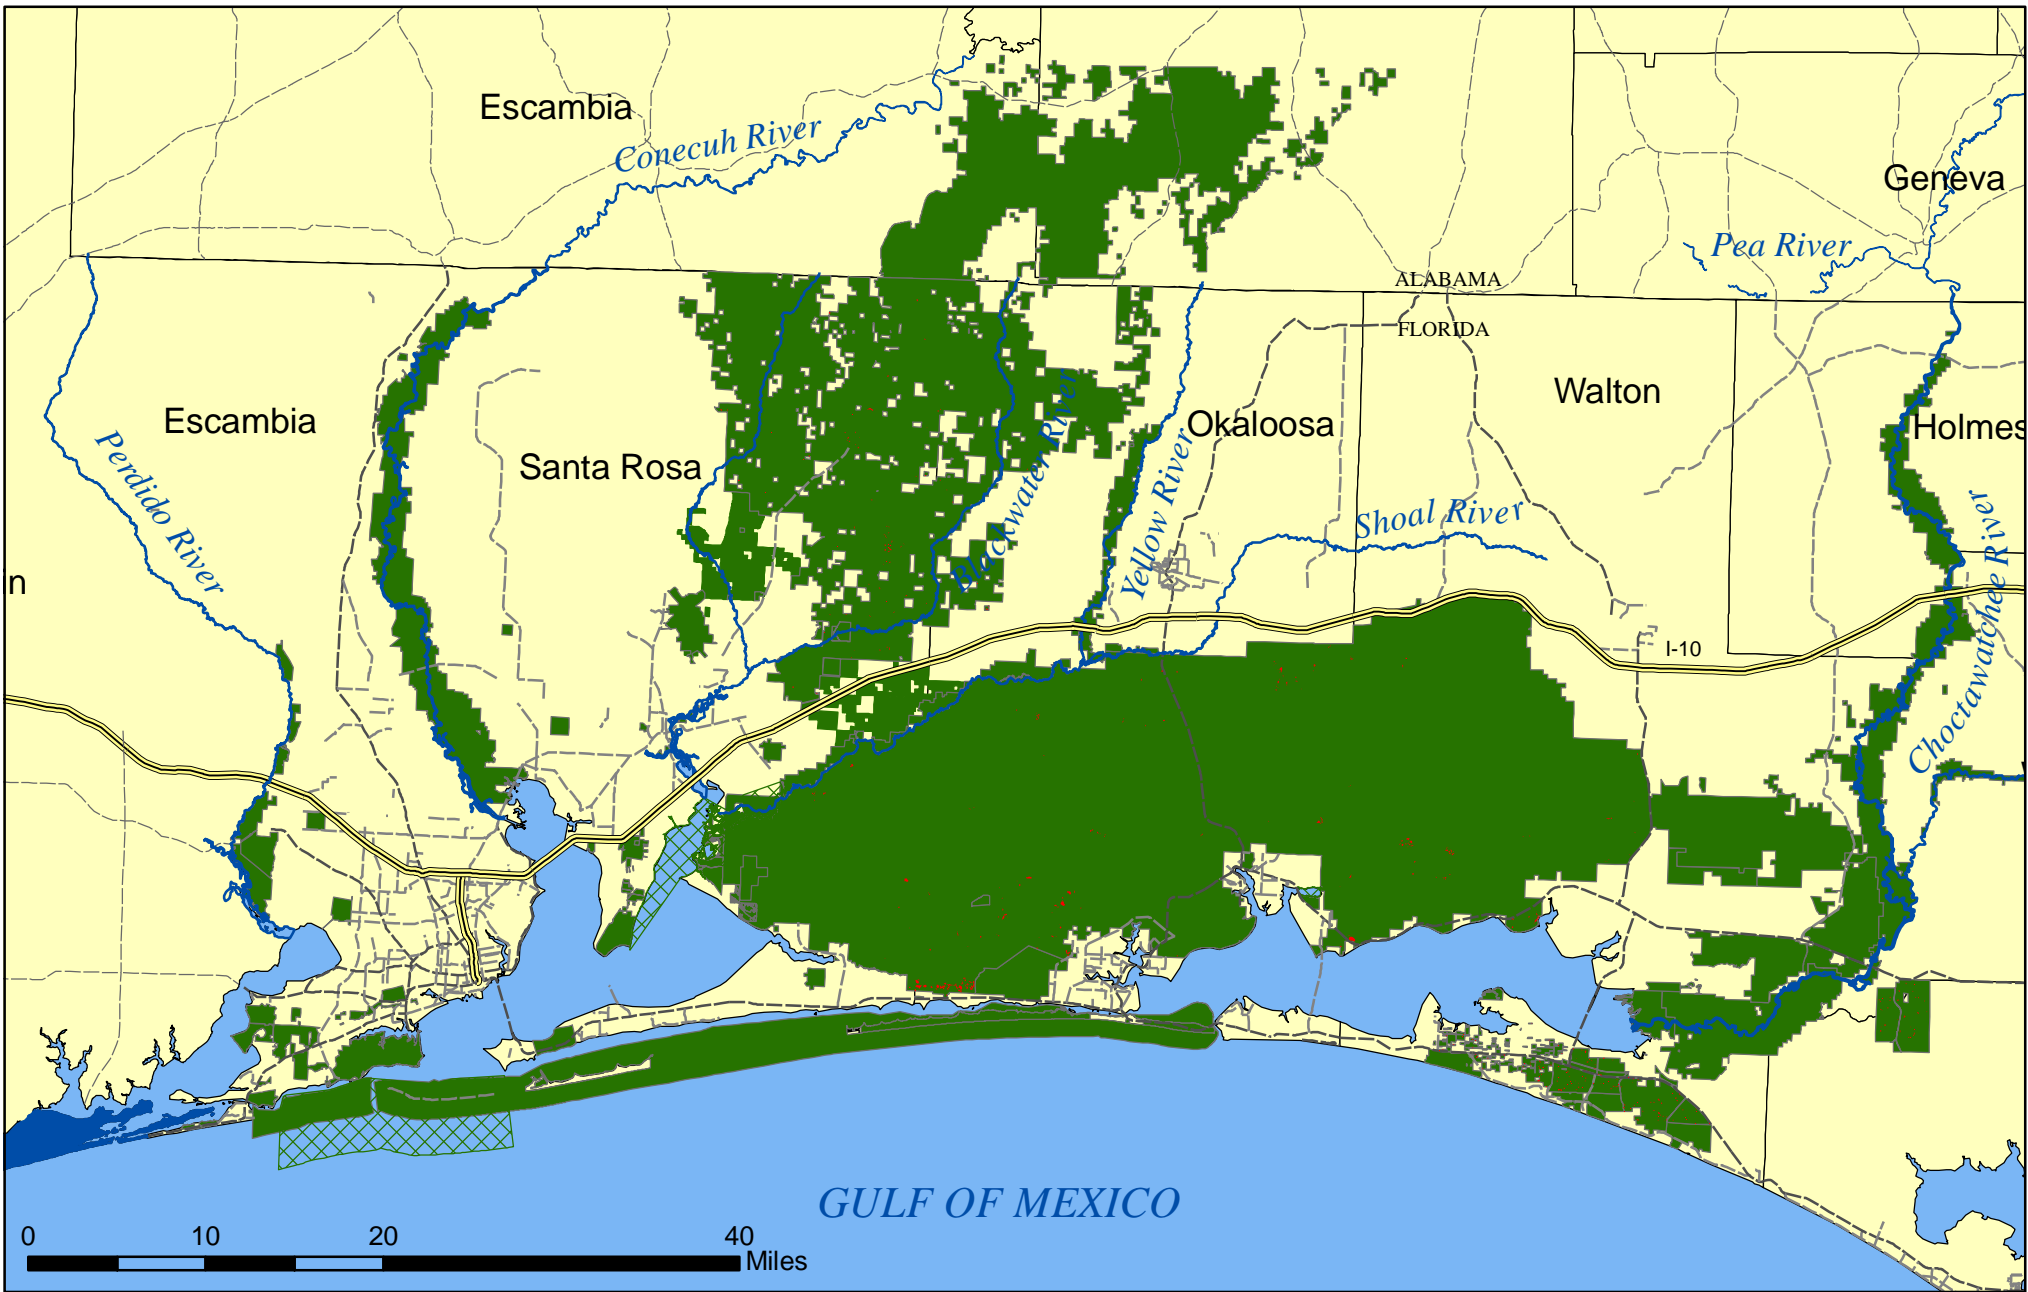 Escambia
Conecuh River
Geneva
Pea River
ALABAMA
FLORIDA
Walton
Escambia
Okaloosa
Holmes
Santa Rosa
Perdido River
Blackwater River
Yellow River
Shoal River
Choctawatchee River
in
I-10
GULF OF MEXICO
0 10 20 40
Miles